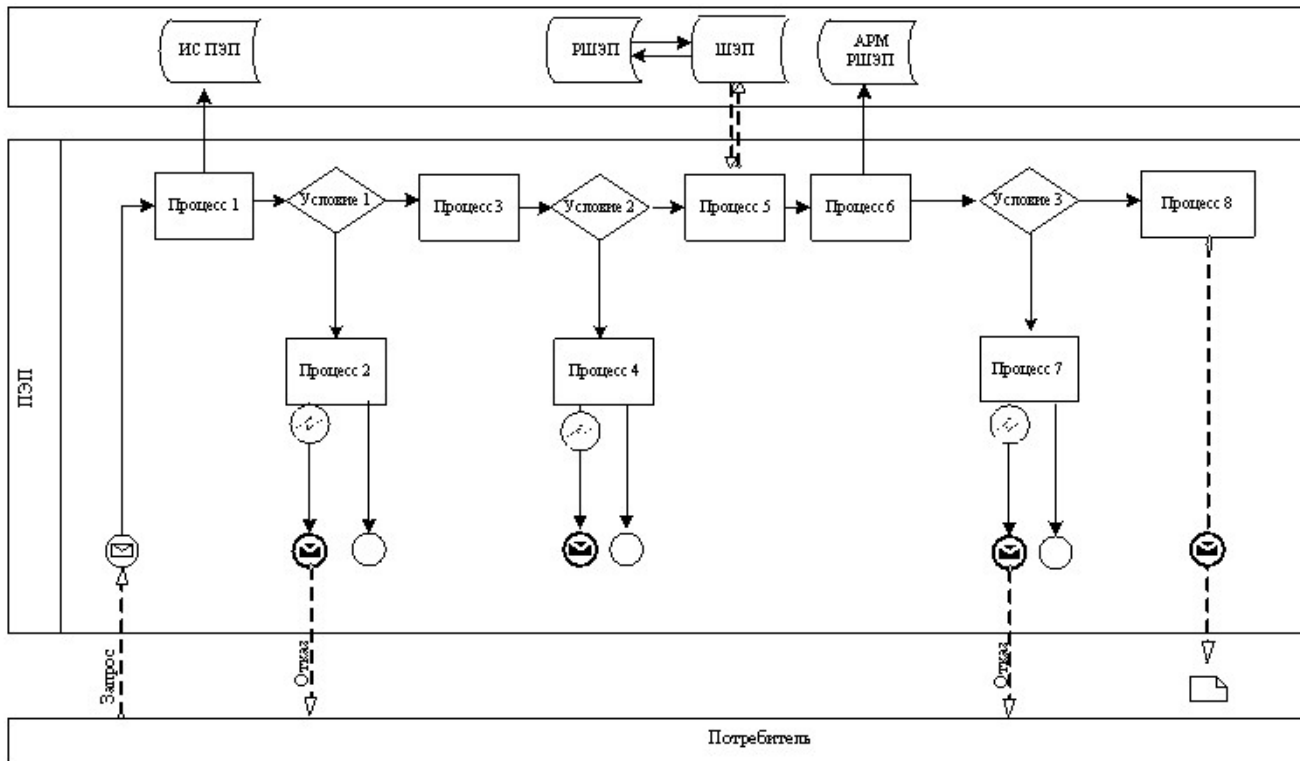 ИС ПЭП
РШЭП
ШЭП
АРМ
РШЭП
ПЭП
Процесс 1
Условие 1
Процесс 3
Условие 2
Процесс 5
Процесс 6
Условие 3
Процесс 8
Процесс 2
Процесс 4
Процесс 7
Запрос
Отказ
Отказ
Потребитель